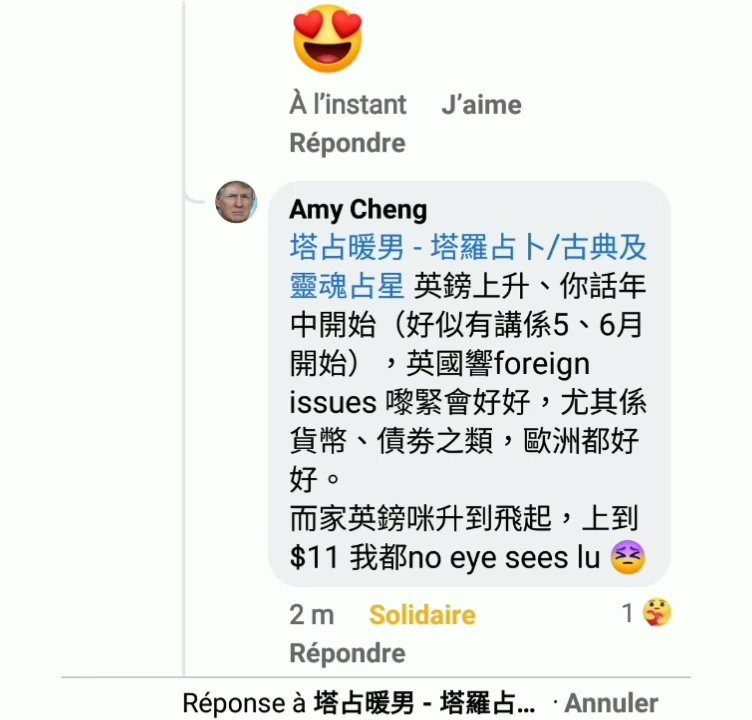 À l’instant J’aime
Répondre
Amy Cheng
塔占暖男 - 塔羅占卜/古典及
靈魂占星 英鎊上升、你話年
中開始（好似有講係5、6月
開始），英國響foreign
issues 嚟緊會好好，尤其係
貨幣、債券之類，歐洲都好
好。
而家英鎊咪升到飛起，上到
$11 我都no eye sees lu
2 m Solidaire 1
Répondre
Réponse à 塔占暖男 - 塔羅占... · Annuler